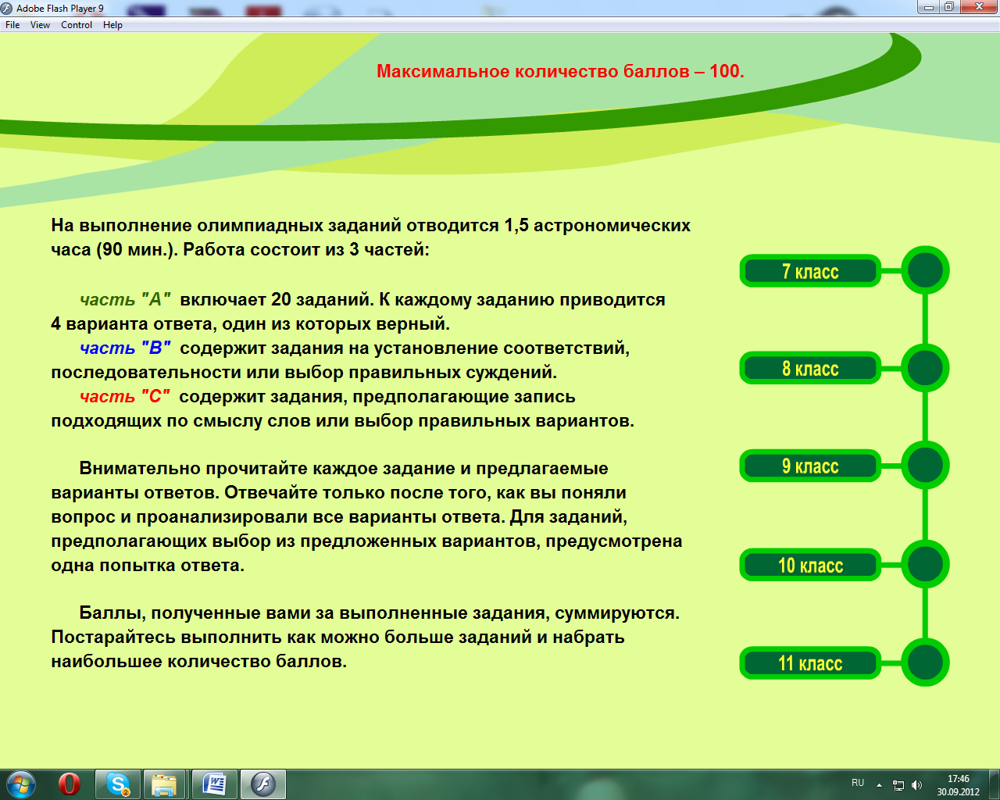 Adobe Flash Player 9
File View Control Help
Максимальное количество баллов – 100.
На выполнение олимпиадных заданий отводится 1,5 астрономических
часа (90 мин.). Работа состоит из 3 частей:
часть "А" включает 20 заданий. К каждому заданию приводится
4 варианта ответа, один из которых верный.
часть "В" содержит задания на установление соответствий,
последовательности или выбор правильных суждений.
часть "С" содержит задания, предполагающие запись
подходящих по смыслу слов или выбор правильных вариантов.
Внимательно прочитайте каждое задание и предлагаемые
варианты ответов. Отвечайте только после того, как вы поняли
вопрос и проанализировали все варианты ответа. Для заданий,
предполагающих выбор из предложенных вариантов, предусмотрена
одна попытка ответа.
Баллы, полученные вами за выполненные задания, суммируются.
Постарайтесь выполнить как можно больше заданий и набрать
наибольшее количество баллов.
7 класс
8 класс
9 класс
10 класс
11 класс
RU
17:46
30.09.2012